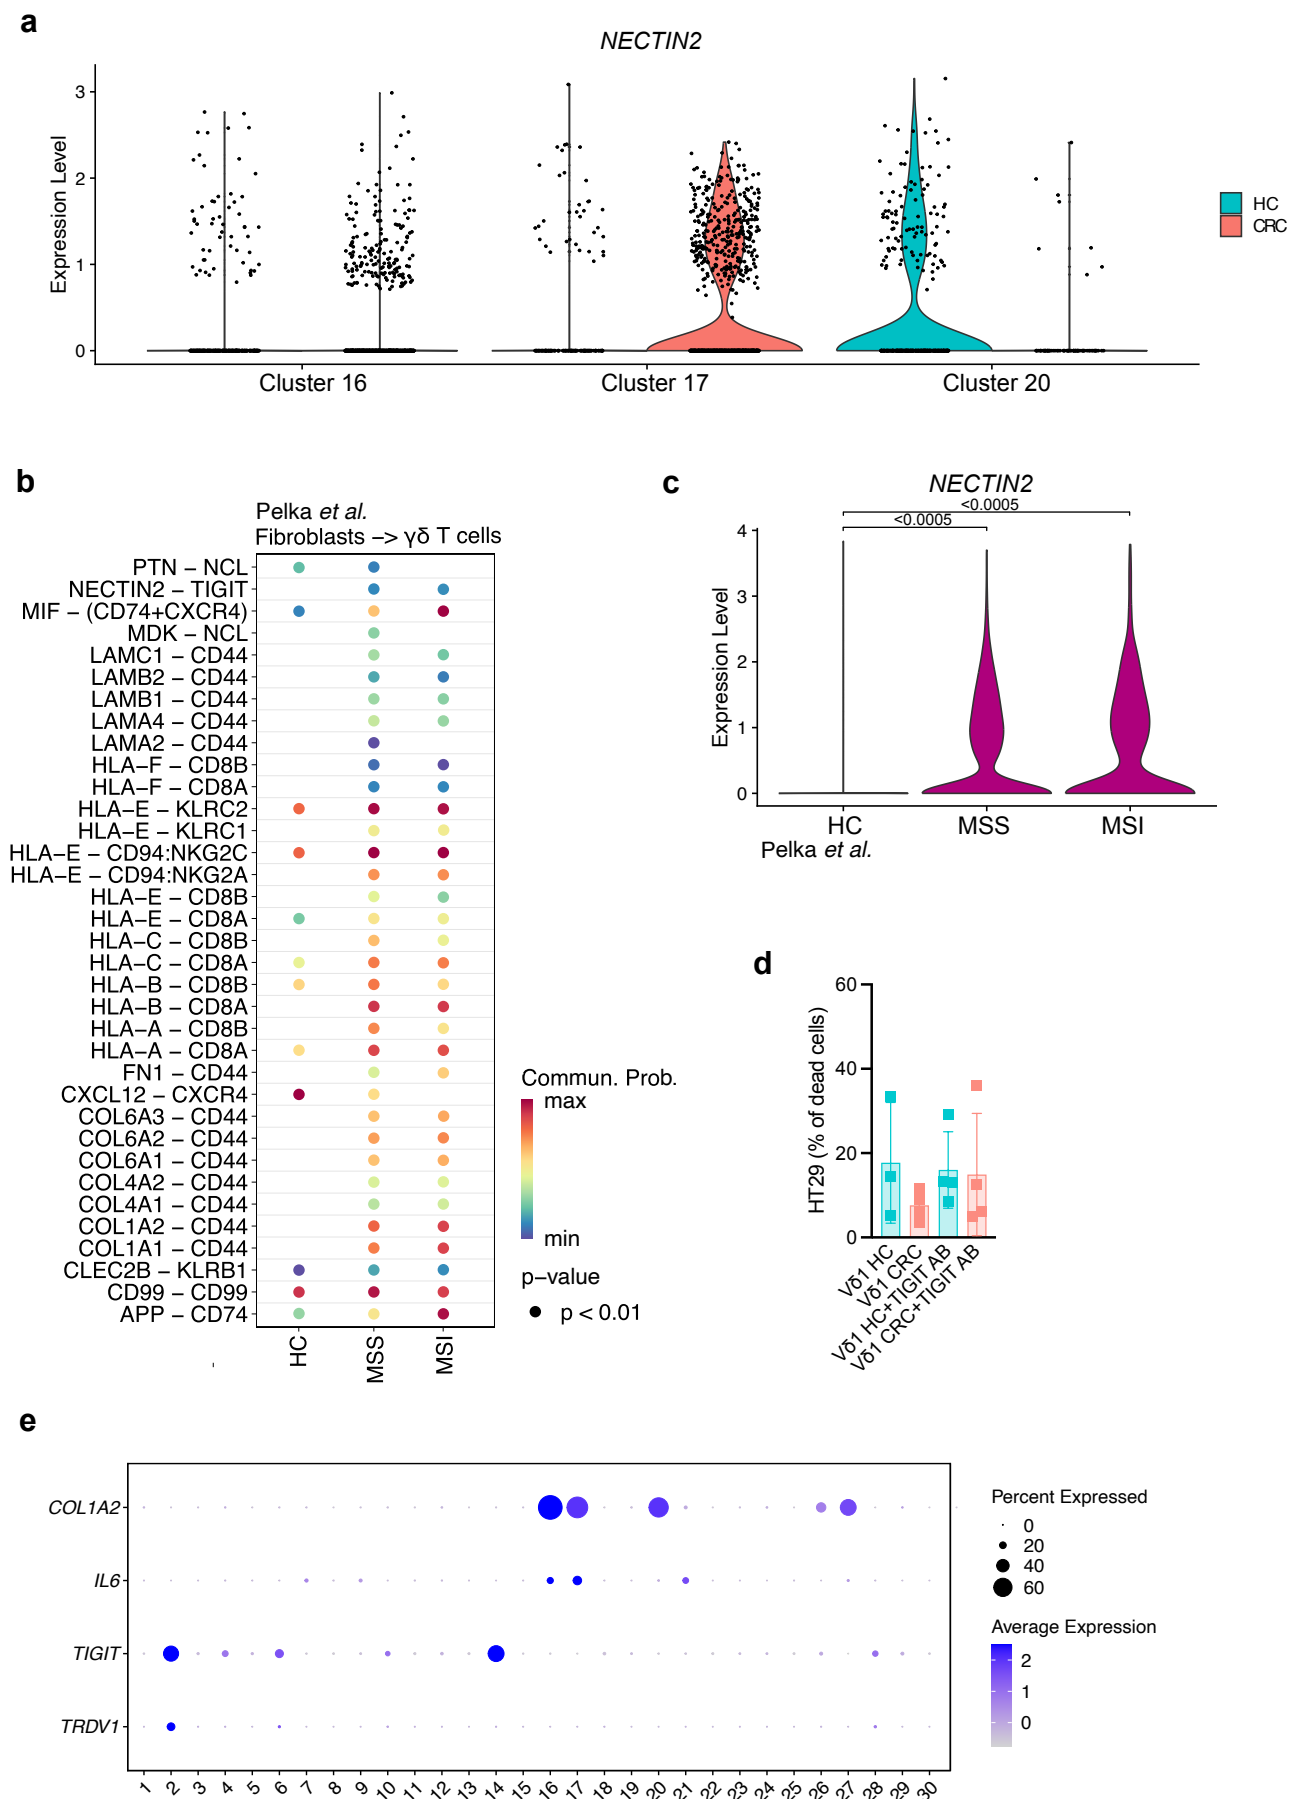 a
NECTIN2
Expression Level
3
2
1
0
Cluster 16
Cluster 17
Cluster 20
HC
CRC
b
Pelka et al.
Fibroblasts –> γδ T cells
PTN – NCL
NECTIN2 – TIGIT
MIF – (CD74+CXCR4)
MDK – NCL
LAMC1 – CD44
LAMB2 – CD44
LAMB1 – CD44
LAMA4 – CD44
LAMA2 – CD44
HLA–F – CD8B
HLA–F – CD8A
HLA–E – KLRC2
HLA–E – KLRC1
HLA–E – CD94:NKG2C
HLA–E – CD94:NKG2A
HLA–E – CD8B
HLA–E – CD8A
HLA–C – CD8B
HLA–C – CD8A
HLA–B – CD8B
HLA–B – CD8A
HLA–A – CD8B
HLA–A – CD8A
FN1 – CD44
CXCL12 – CXCR4
COL6A3 – CD44
COL6A2 – CD44
COL6A1 – CD44
COL4A2 – CD44
COL4A1 – CD44
COL1A2 – CD44
COL1A1 – CD44
CLEC2B – KLRB1
CD99 – CD99
APP – CD74
HC
MSS
MSI
Commun. Prob.
max
min
p–value
p < 0.01
c
NECTIN2
<0.0005
<0.0005
Expression Level
4
3
2
1
0
HC
MSS
MSI
Pelka et al.
d
HT29 (% of dead cells)
60
40
20
0
Vδ1 HC
Vδ1 CRC
Vδ1 HC+TIGIT AB
Vδ1 CRC+TIGIT AB
e
COL1A2
IL6
TIGIT
TRDV1
1 2 3 4 5 6 7 8 9 10 11 12 13 14 15 16 17 18 19 20 21 22 23 24 25 26 27 28 29 30
Percent Expressed
0
20
40
60
Average Expression
2
1
0